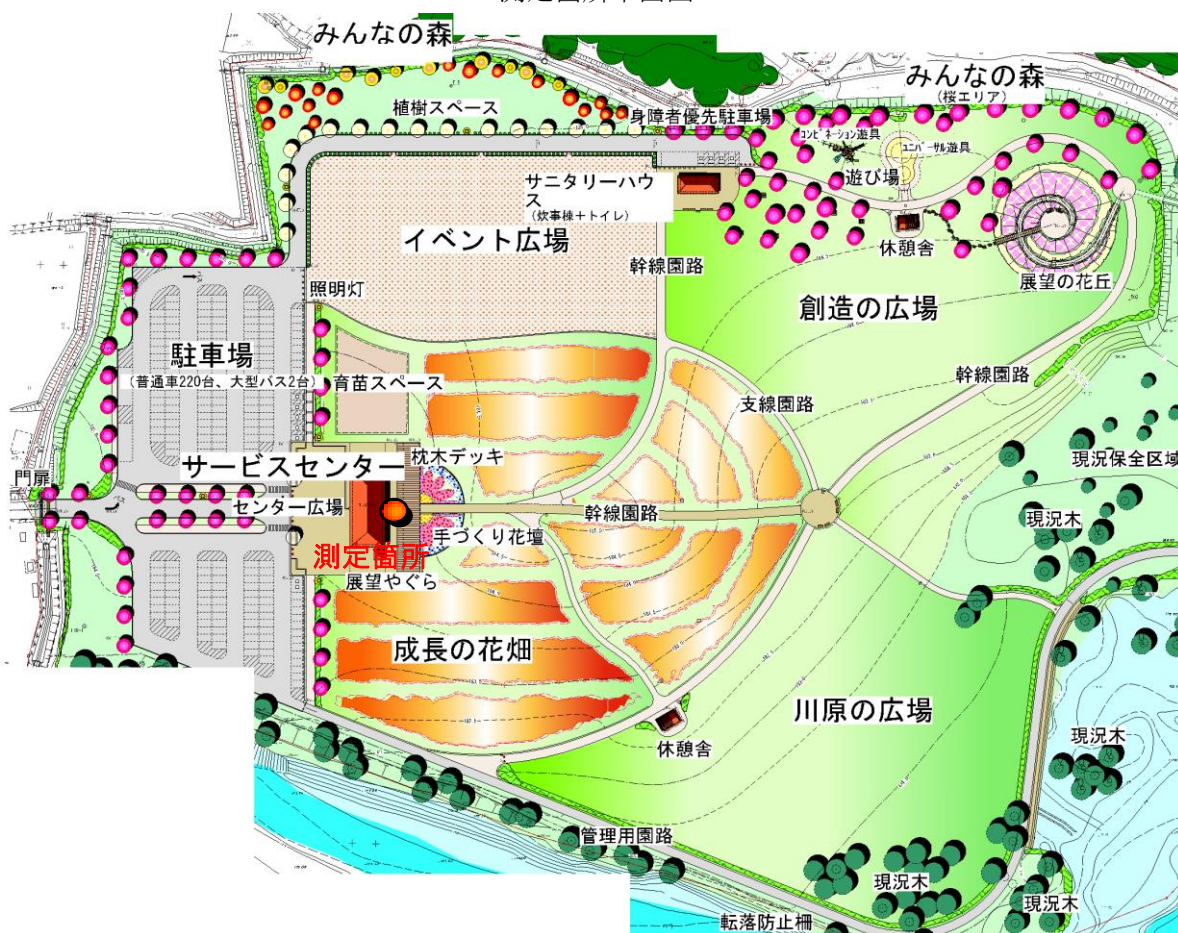 みんなの森
植樹スペース
身障者優先駐車場
みんなの森
(桜エリア)
コンビネーション遊具
ユニバーサル遊具
遊び場
サニタリーハウ
ス
(炊事棟+トイレ)
イベント広場
休憩舎
展望の花丘
幹線園路
照明灯
創造の広場
駐車場
(普通車220台、大型バス2台)
育苗スペース
幹線園路
支線園路
枕木デッキ
サービスセンター
現況保全区域
門扉
センター広場
幹線園路
現況木
手づくり花壇
測定箇所
展望やぐら
成長の花畑
川原の広場
休憩舎
現況木
管理用園路
現況木
現況木
転落防止柵